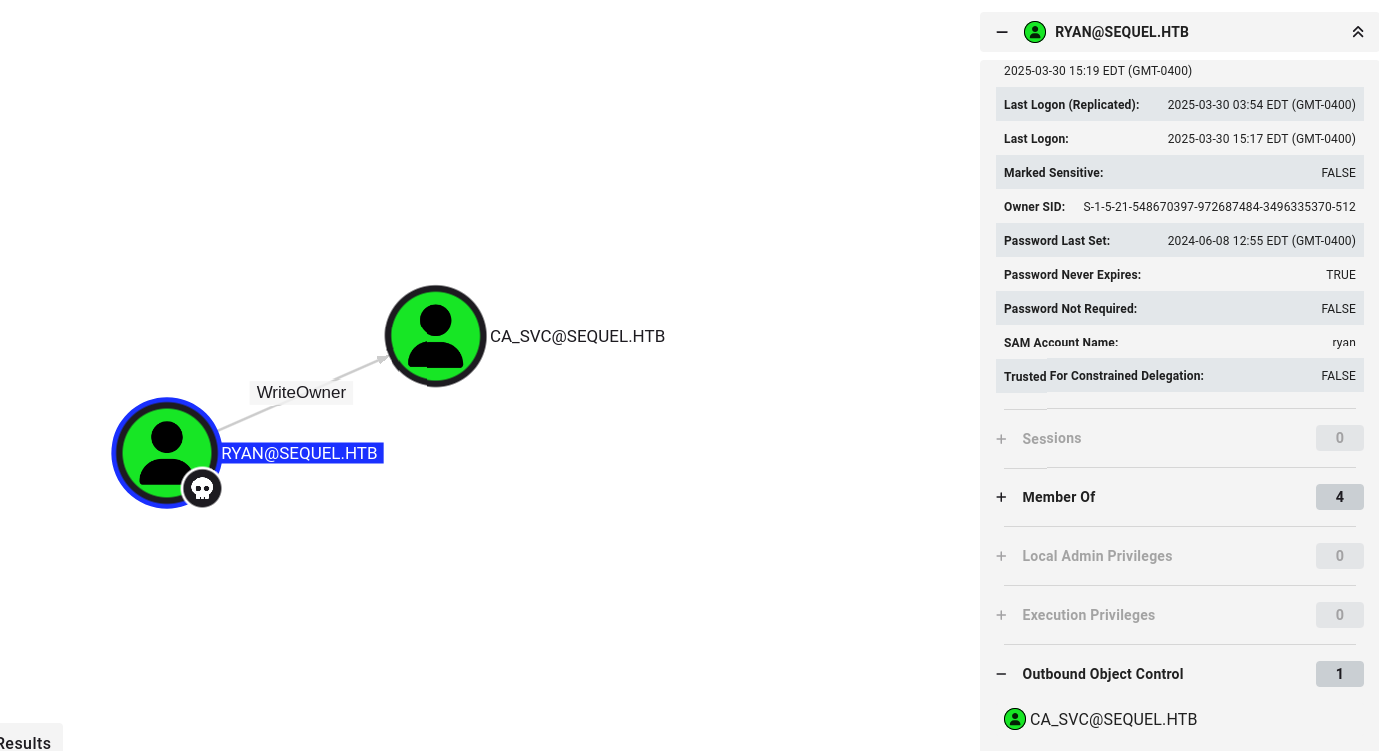 CA_SVC@SEQUEL.HTB
WriteOwner
RYAN@SEQUEL.HTB
Results
RYAN@SEQUEL.HTB
2025-03-30 15:19 EDT (GMT-0400)
Last Logon (Replicated): 2025-03-30 03:54 EDT (GMT-0400)
Last Logon: 2025-03-30 15:17 EDT (GMT-0400)
Marked Sensitive: FALSE
Owner SID: S-1-5-21-548670397-972687484-3496335370-512
Password Last Set: 2024-06-08 12:55 EDT (GMT-0400)
Password Never Expires: TRUE
Password Not Required: FALSE
SAM Account Name: ryan
Trusted For Constrained Delegation: FALSE
+ Sessions 0
+ Member Of 4
+ Local Admin Privileges 0
+ Execution Privileges 0
− Outbound Object Control 1
CA_SVC@SEQUEL.HTB